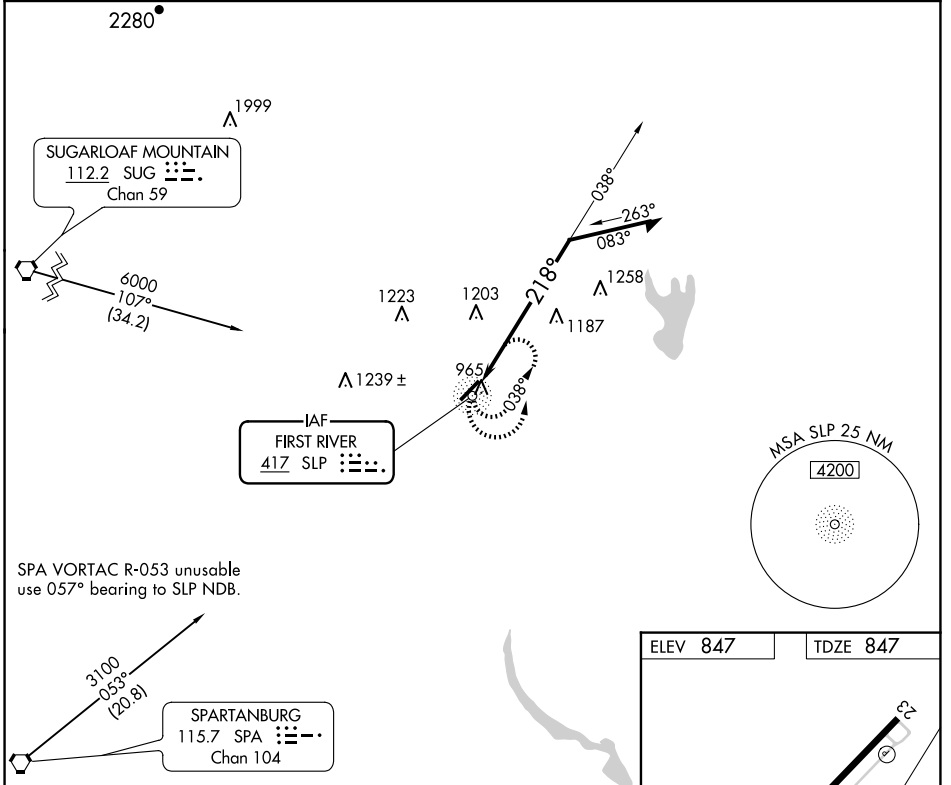 2280
1999
SUGARLOAF MOUNTAIN
112.2 SUG
Chan 59
6000
107°
(34.2)
038°
263°
083°
218°
1258
1223
1203
1187
1239 ±
965
038°
IAF
FIRST RIVER
417 SLP
MSA SLP 25 NM
4200
SPA VORTAC R-053 unusable
use 057° bearing to SLP NDB.
3100
053°
(20.8)
SPARTANBURG
115.7 SPA
Chan 104
ELEV 847
TDZE 847
23
P